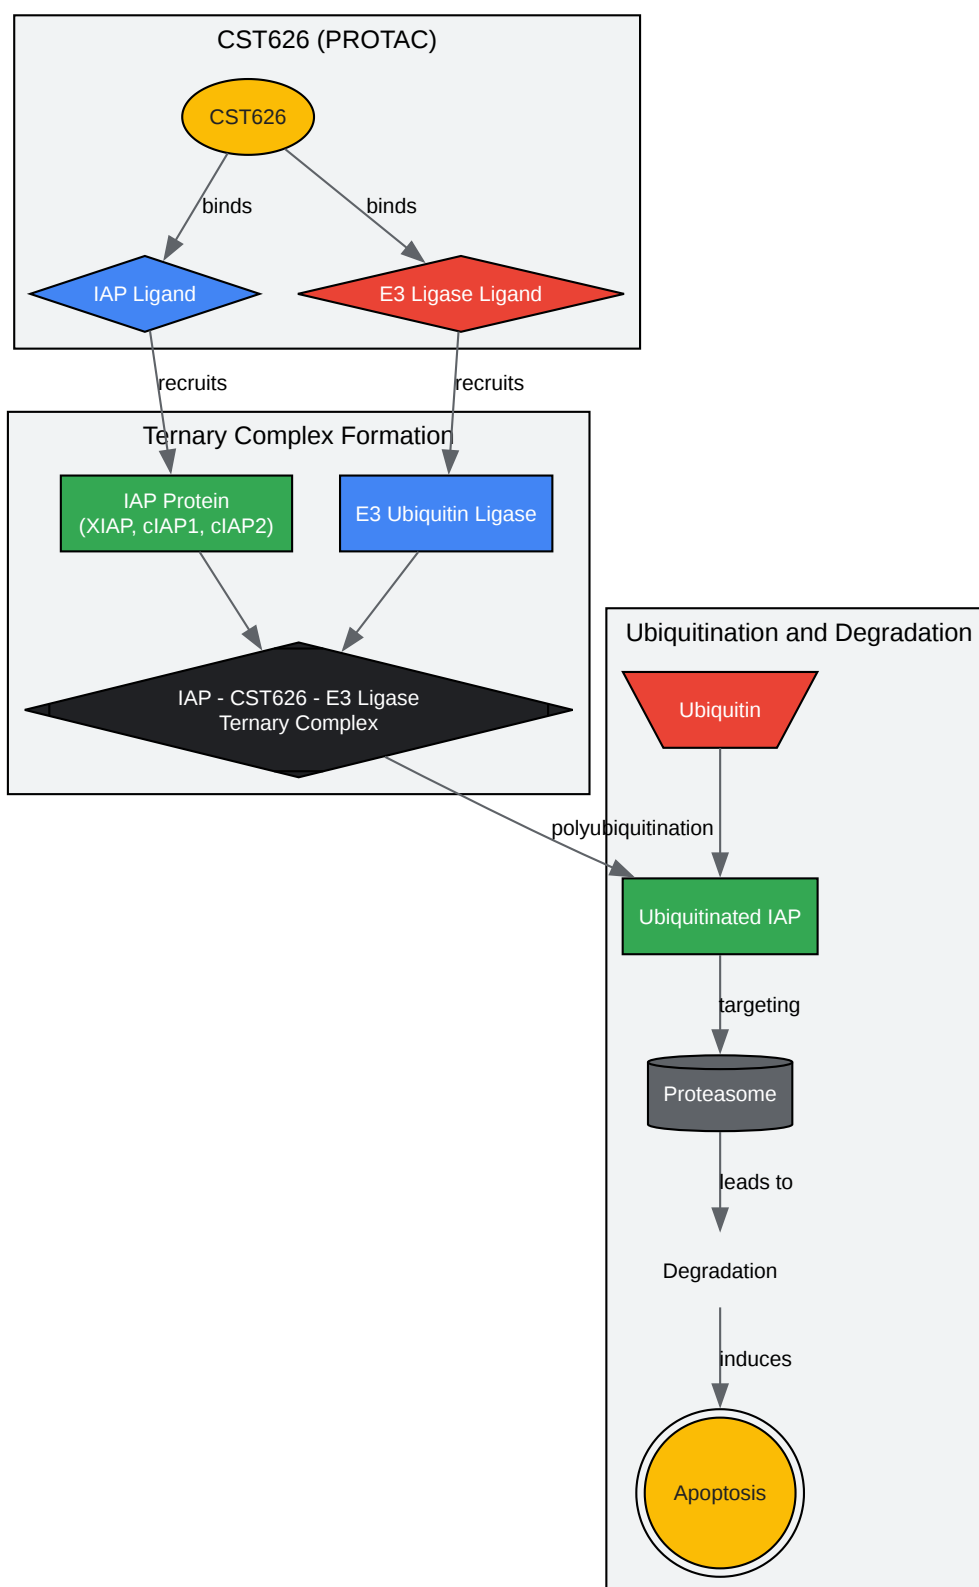 CST626 (PROTAC)
CST626
binds
binds
IAP Ligand
E3 Ligase Ligand
recruits
recruits
Ternary Complex Formation
IAP Protein
(XIAP, cIAP1, cIAP2)
E3 Ubiquitin Ligase
IAP - CST626 - E3 Ligase
Ternary Complex
Ubiquitination and Degradation
Ubiquitin
polyubiquitination
Ubiquitinated IAP
targeting
Proteasome
leads to
Degradation
induces
Apoptosis